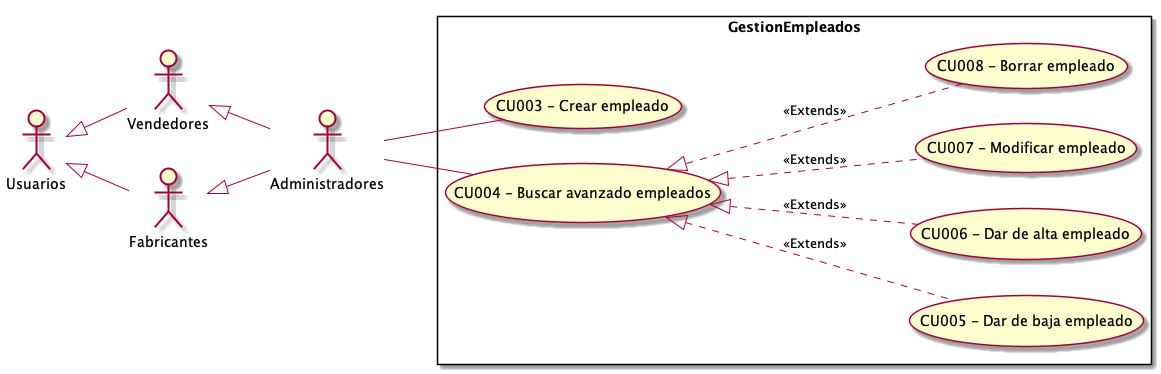 GestionEmpleados
CU008 – Borrar empleado
CU003 – Crear empleado
«Extends»
Vendedores
CU007 – Modificar empleado
«Extends»
Usuarios
Administradores
CU004 – Buscar avanzado empleados
«Extends»
CU006 – Dar de alta empleado
Fabricantes
«Extends»
CU005 – Dar de baja empleado